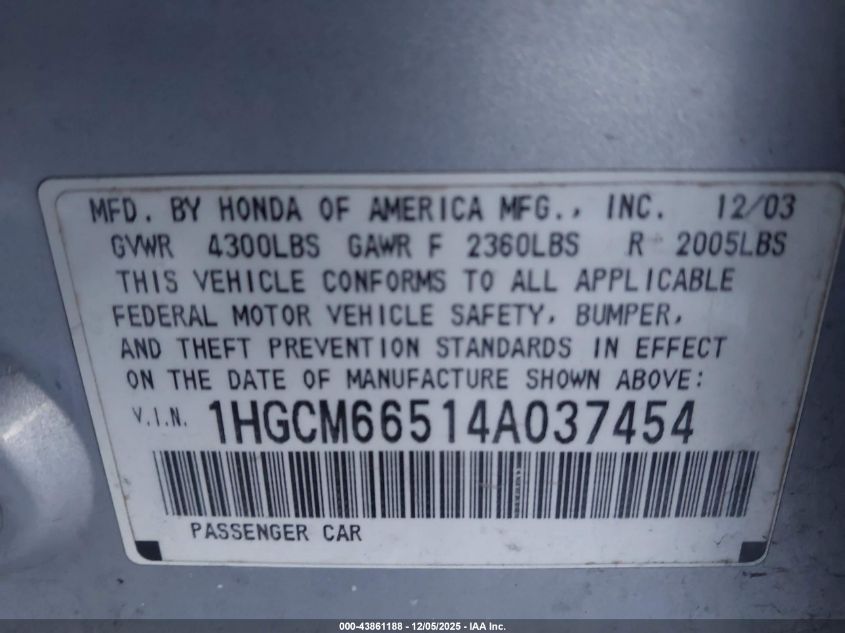 MFD. BY HONDA OF AMERICA MFG., INC. 12/03
GVWR 4300LBS GAWR F 2360LBS R 2005LBS
THIS VEHICLE CONFORMS TO ALL APPLICABLE
FEDERAL MOTOR VEHICLE SAFETY, BUMPER,
AND THEFT PREVENTION STANDARDS IN EFFECT
ON THE DATE OF MANUFACTURE SHOWN ABOVE:
V.I.N. 1HGCM66514A037454
PASSENGER CAR
000-43861188 - 12/05/2025 - IAA Inc.